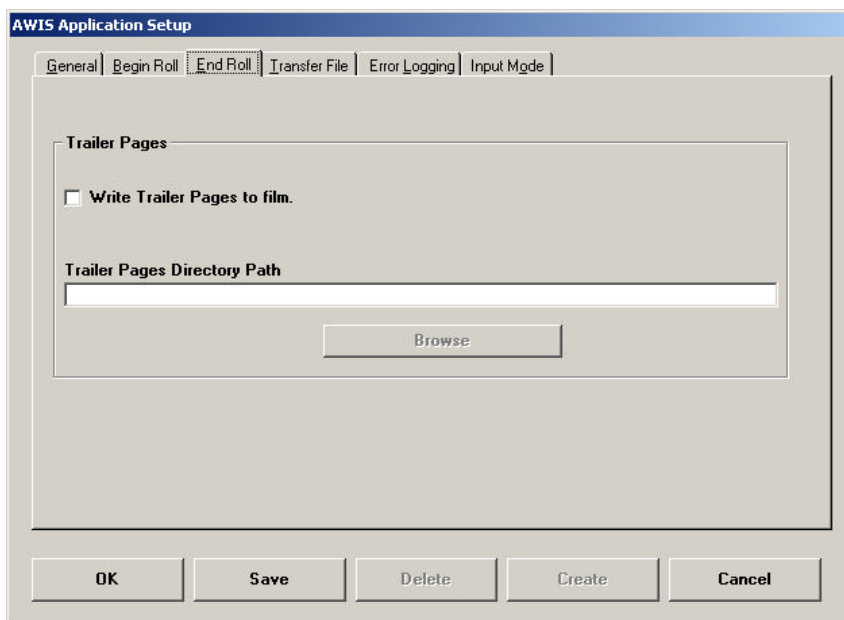 AWIS Application Setup
General Begin Roll End Roll Transfer File Error Logging Input Mode
Trailer Pages
Write Trailer Pages to film.
Trailer Pages Directory Path
Browse
OK Save Delete Create Cancel